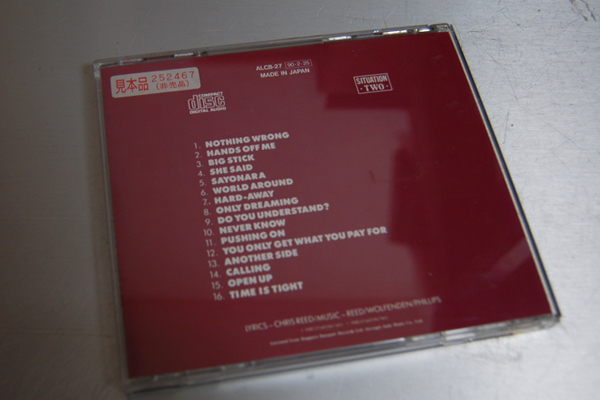 見本品 252467
(非売品)
COMPACT
disc
DIGITAL AUDIO
ALCB-27 90-2-25
MADE IN JAPAN
SITUATION
·TWO·
1. NOTHING WRONG
2. HANDS OFF ME
3. BIG STICK
4. SHE SAID
5. SAYONARA
6. WORLD AROUND
7. HARD-AWAY
8. ONLY DREAMING
9. DO YOU UNDERSTAND?
10. NEVER KNOW
11. PUSHING ON
12. YOU ONLY GET WHAT YOU PAY FOR
13. ANOTHER SIDE
14. CALLING
15. OPEN UP
16. TIME IS TIGHT
LYRICS – CHRIS REED/MUSIC – REED/WOLFENDEN/PHILLIPS